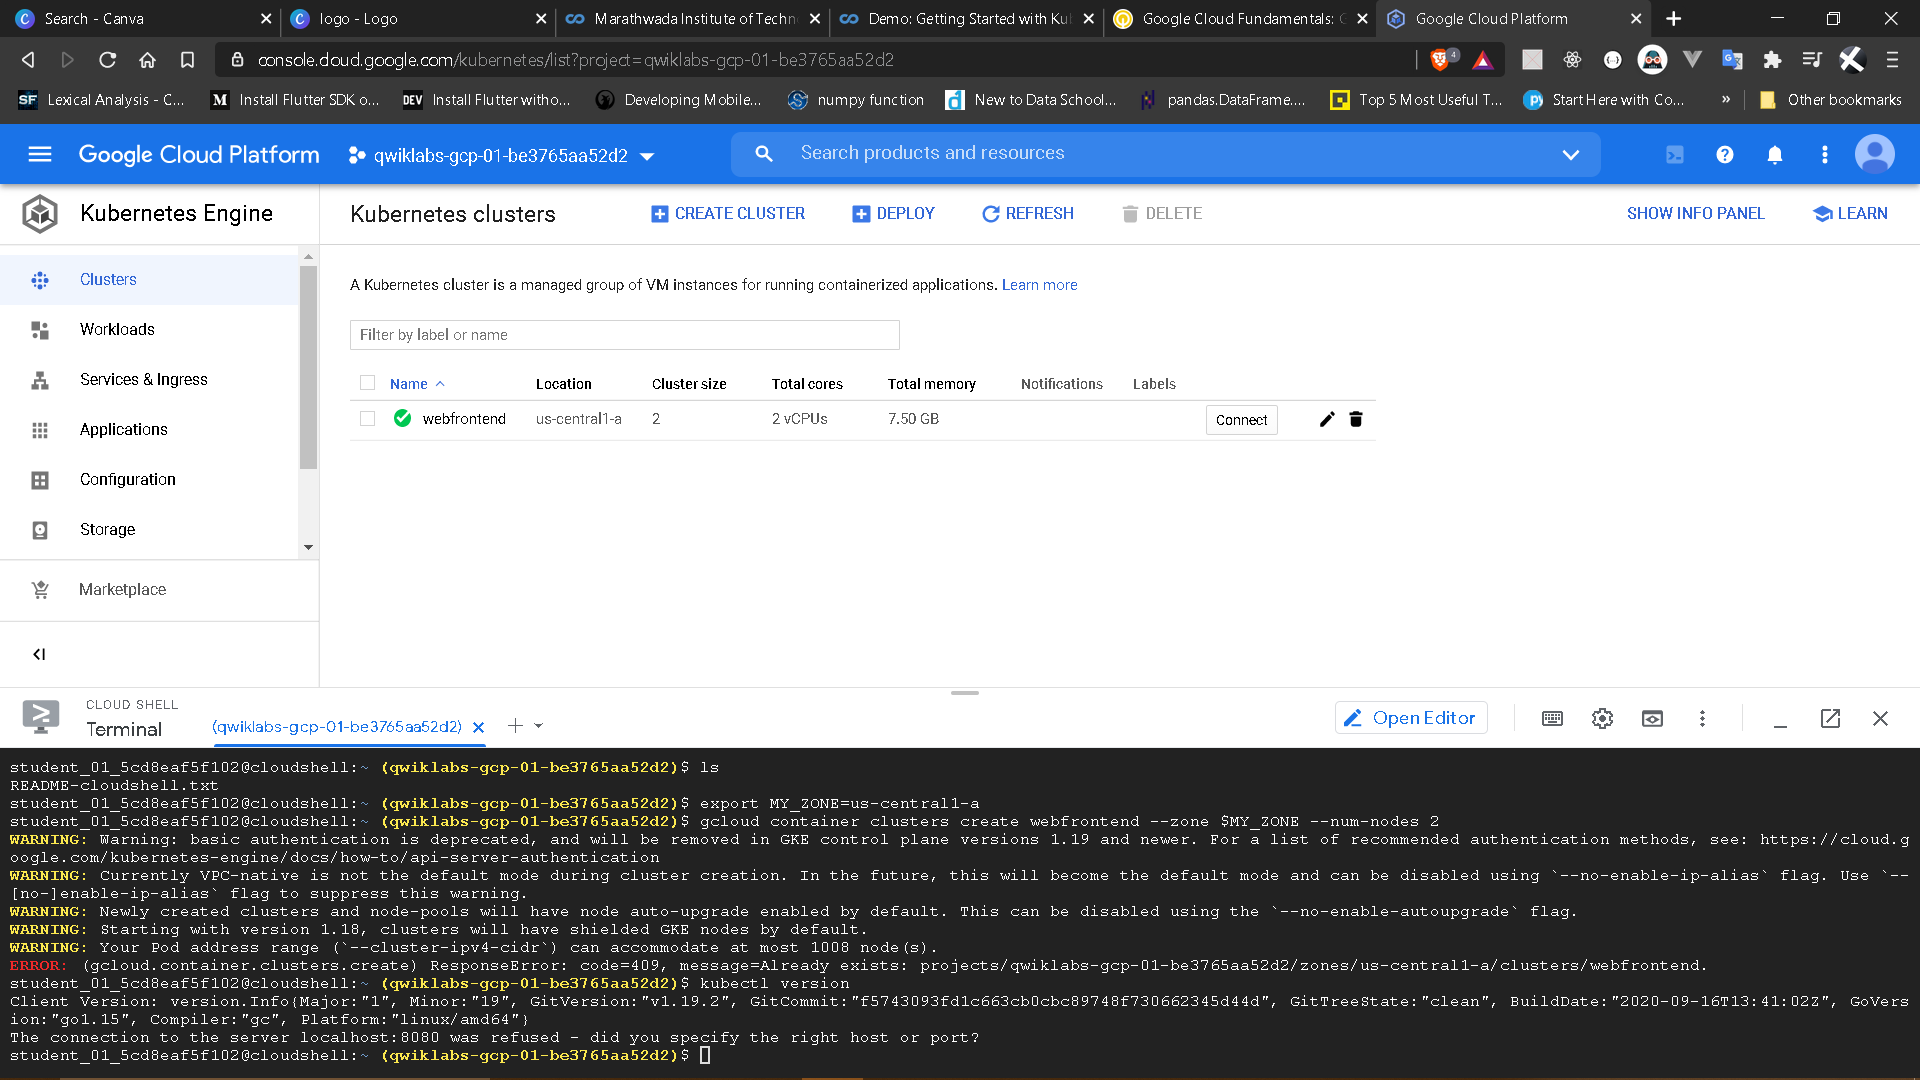 Search - Canva
logo - Logo
Marathwada Institute of Techn
Demo: Getting Started with Ku
Google Cloud Fundamentals: C
Google Cloud Platform
console.cloud.google.com/kubernetes/list?project=qwiklabs-gcp-01-be3765aa52d2
4
SF Lexical Analysis - C...
M Install Flutter SDK o...
DEV Install Flutter witho...
Developing Mobile...
numpy function
New to Data School...
pandas.DataFrame....
Top 5 Most Useful T...
Start Here with Co...
»
Other bookmarks
Google Cloud Platform
qwiklabs-gcp-01-be3765aa52d2
Search products and resources
Kubernetes Engine
Kubernetes clusters
CREATE CLUSTER
DEPLOY
REFRESH
DELETE
SHOW INFO PANEL
LEARN
Clusters
Workloads
Services & Ingress
Applications
Configuration
Storage
Marketplace
A Kubernetes cluster is a managed group of VM instances for running containerized applications. Learn more
Filter by label or name
Name Location Cluster size Total cores Total memory Notifications Labels
webfrontend us-central1-a 2 2 vCPUs 7.50 GB Connect
CLOUD SHELL
Terminal
(qwiklabs-gcp-01-be3765aa52d2)
Open Editor
student_01_5cd8eaf5f102@cloudshell:~ (qwiklabs-gcp-01-be3765aa52d2)$ ls
README-cloudshell.txt
student_01_5cd8eaf5f102@cloudshell:~ (qwiklabs-gcp-01-be3765aa52d2)$ export MY_ZONE=us-central1-a
student_01_5cd8eaf5f102@cloudshell:~ (qwiklabs-gcp-01-be3765aa52d2)$ gcloud container clusters create webfrontend --zone $MY_ZONE --num-nodes 2
WARNING: Warning: basic authentication is deprecated, and will be removed in GKE control plane versions 1.19 and newer. For a list of recommended authentication methods, see: https://cloud.g
oogle.com/kubernetes-engine/docs/how-to/api-server-authentication
WARNING: Currently VPC-native is not the default mode during cluster creation. In the future, this will become the default mode and can be disabled using `--no-enable-ip-alias` flag. Use `--
[no-]enable-ip-alias` flag to suppress this warning.
WARNING: Newly created clusters and node-pools will have node auto-upgrade enabled by default. This can be disabled using the `--no-enable-autoupgrade` flag.
WARNING: Starting with version 1.18, clusters will have shielded GKE nodes by default.
WARNING: Your Pod address range (`--cluster-ipv4-cidr`) can accommodate at most 1008 node(s).
ERROR: (gcloud.container.clusters.create) ResponseError: code=409, message=Already exists: projects/qwiklabs-gcp-01-be3765aa52d2/zones/us-central1-a/clusters/webfrontend.
student_01_5cd8eaf5f102@cloudshell:~ (qwiklabs-gcp-01-be3765aa52d2)$ kubectl version
Client Version: version.Info{Major:"1", Minor:"19", GitVersion:"v1.19.2", GitCommit:"f5743093fd1c663cb0cbc89748f730662345d44d", GitTreeState:"clean", BuildDate:"2020-09-16T13:41:02Z", GoVers
ion:"go1.15", Compiler:"gc", Platform:"linux/amd64"}
The connection to the server localhost:8080 was refused - did you specify the right host or port?
student_01_5cd8eaf5f102@cloudshell:~ (qwiklabs-gcp-01-be3765aa52d2)$